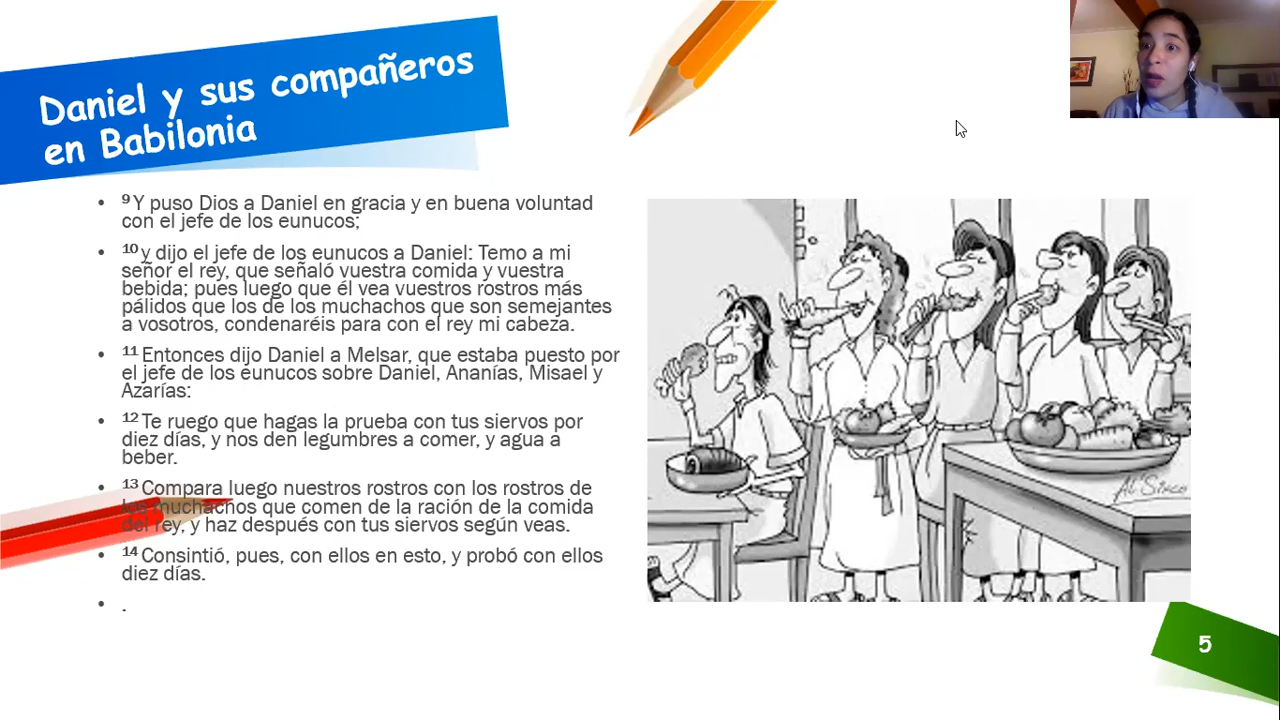 Daniel y sus compañeros
en Babilonia
• ⁹ Y puso Dios a Daniel en gracia y en buena voluntad
con el jefe de los eunucos;
• ¹⁰ y dijo el jefe de los eunucos a Daniel: Temo a mi
señor el rey, que señaló vuestra comida y vuestra
bebida; pues luego que él vea vuestros rostros más
pálidos que los de los muchachos que son semejantes
a vosotros, condenaréis para con el rey mi cabeza.
• ¹¹ Entonces dijo Daniel a Melsar, que estaba puesto por
el jefe de los eunucos sobre Daniel, Ananías, Misael y
Azarías:
• ¹² Te ruego que hagas la prueba con tus siervos por
diez días, y nos den legumbres a comer, y agua a
beber.
• ¹³ Compara luego nuestros rostros con los rostros de
los muchachos que comen de la ración de la comida
del rey, y haz después con tus siervos según veas.
• ¹⁴ Consintió, pues, con ellos en esto, y probó con ellos
diez días.
• .
5